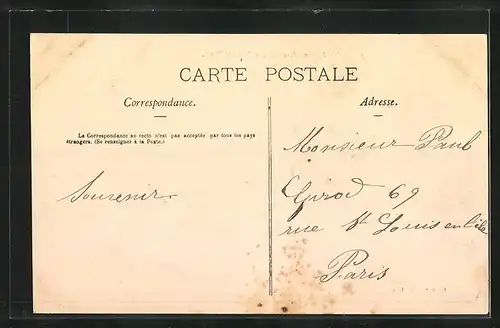 CARTE POSTALE
Correspondance.
La Correspondance au recto n'est pas acceptée par tous les pays
étrangers. (Se renseigner à la Poste.)
Souvenir
Adresse.
Monsieur Paul
Girod 69
rue St Louis en l'ile
Paris